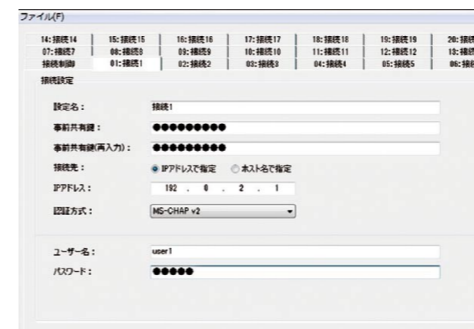 ファイル(F)
14:接続14 15:接続15 16:接続16 17:接続17 18:接続18 19:接続19 20:接続
07:接続7 08:接続8 09:接続9 10:接続10 11:接続11 12:接続12 13:接続
接続制御 01:接続1 02:接続2 03:接続3 04:接続4 05:接続5 06:接続
接続設定
設定名: 接続1
事前共有鍵: ●●●●●●●●●
事前共有鍵(再入力): ●●●●●●●●●
接続先: IPアドレスで指定 ホスト名で指定
IPアドレス: 192 . 0 . 2 . 1
認証方式: MS-CHAP v2
ユーザー名: user1
パスワード: ●●●●●